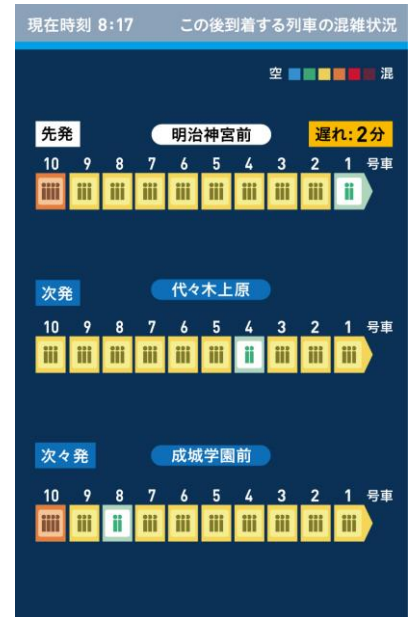 現在時刻 8:17 この後到着する列車の混雑状況
空 混
先発 明治神宮前 遅れ:2分
10 9 8 7 6 5 4 3 2 1 号車
次発 代々木上原
10 9 8 7 6 5 4 3 2 1 号車
次々発 成城学園前
10 9 8 7 6 5 4 3 2 1 号車